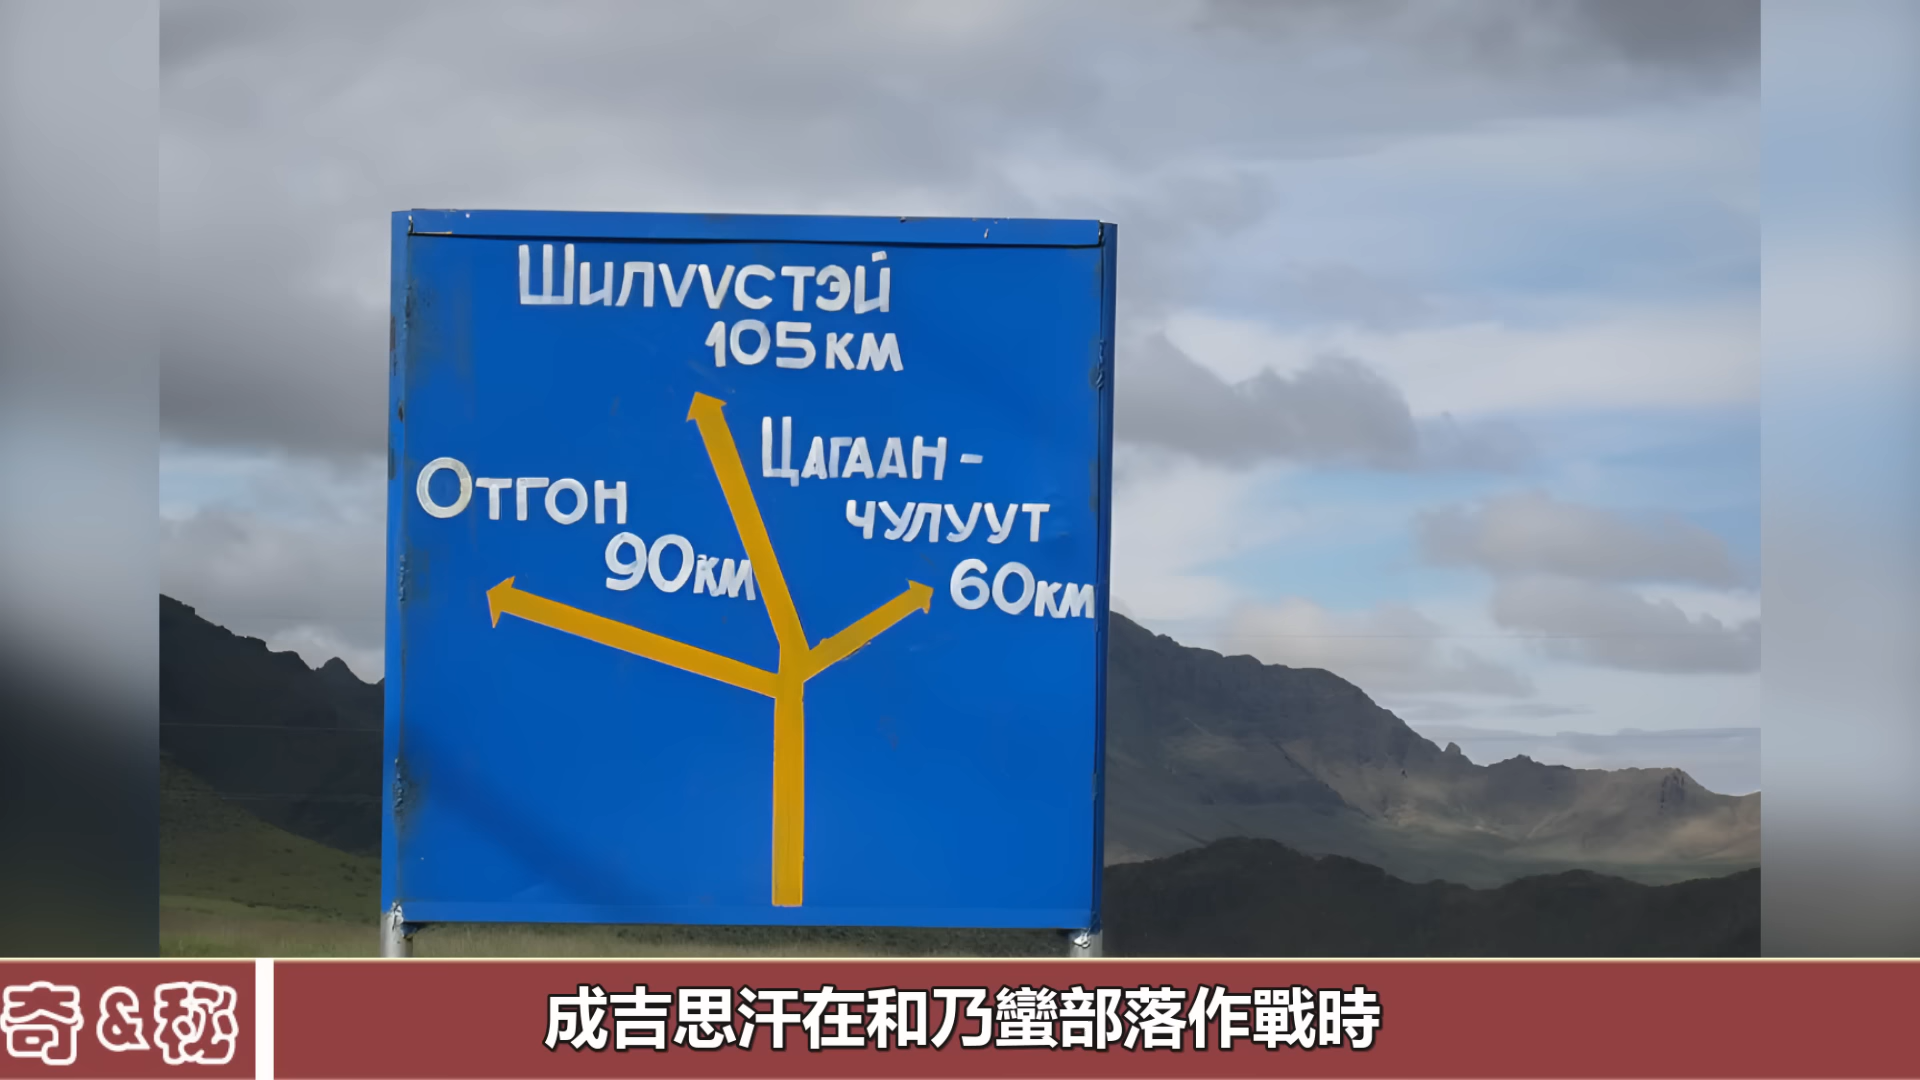 Шилүүстэй
105км
Цагаан-
чулуут
Отгон
90км
60км
奇&秘
成吉思汗在和乃蠻部落作戰時